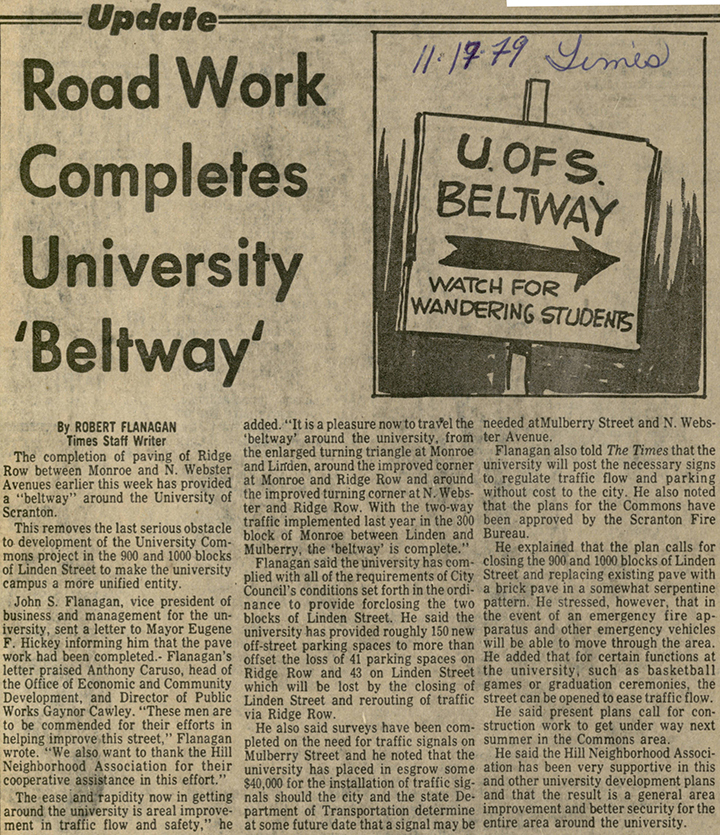 Update
Road Work
Completes
University
'Beltway'
11·17·79 Times
U. OF S.
BELTWAY
WATCH FOR
WANDERING STUDENTS
By ROBERT FLANAGAN
Times Staff Writer
The completion of paving of Ridge
Row between Monroe and N. Webster
Avenues earlier this week has provided
a "beltway" around the University of
Scranton.
This removes the last serious obstacle
to development of the University Com-
mons project in the 900 and 1000 blocks
of Linden Street to make the university
campus a more unified entity.
John S. Flanagan, vice president of
business and management for the un-
iversity, sent a letter to Mayor Eugene
F. Hickey informing him that the pave
work had been completed.- Flanagan's
letter praised Anthony Caruso, head of
the Office of Economic and Community
Development, and Director of Public
Works Gaynor Cawley. "These men are
to be commended for their efforts in
helping improve this street," Flanagan
wrote. "We also want to thank the Hill
Neighborhood Association for their
cooperative assistance in this effort."
The ease and rapidity now in getting
around the university is areal improve-
ment in traffic flow and safety," he
added. "It is a pleasure now to travel the
'beltway' around the university, from
the enlarged turning triangle at Monroe
and Linden, around the improved corner
at Monroe and Ridge Row and around
the improved turning corner at N. Webs-
ter and Ridge Row. With the two-way
traffic implemented last year in the 300
block of Monroe between Linden and
Mulberry, the 'beltway' is complete."
Flanagan said the university has com-
plied with all of the requirements of City
Council's conditions set forth in the ordi-
nance to provide forclosing the two
blocks of Linden Street. He said the
university has provided roughly 150 new
off-street parking spaces to more than
offset the loss of 41 parking spaces on
Ridge Row and 43 on Linden Street
which will be lost by the closing of
Linden Street and rerouting of traffic
via Ridge Row.
He also said surveys have been com-
pleted on the need for traffic signals on
Mulberry Street and he noted that the
university has placed in esgrow some
$40,000 for the installation of traffic sig-
nals should the city and the state De-
partment of Transportation determine
at some future date that a signal may be
needed atMulberry Street and N. Webs-
ter Avenue.
Flanagan also told The Times that the
university will post the necessary signs
to regulate traffic flow and parking
without cost to the city. He also noted
that the plans for the Commons have
been approved by the Scranton Fire
Bureau.
He explained that the plan calls for
closing the 900 and 1000 blocks of Linden
Street and replacing existing pave with
a brick pave in a somewhat serpentine
pattern. He stressed, however, that in
the event of an emergency fire ap-
paratus and other emergency vehicles
will be able to move through the area.
He added that for certain functions at
the university, such as basketball
games or graduation ceremonies, the
street can be opened to ease traffic flow.
He said present plans call for con-
struction work to get under way next
summer in the Commons area.
He said the Hill Neighborhood Associ-
ation has been very supportive in this
and other university development plans
and that the result is a general area
improvement and better security for the
entire area around the university.